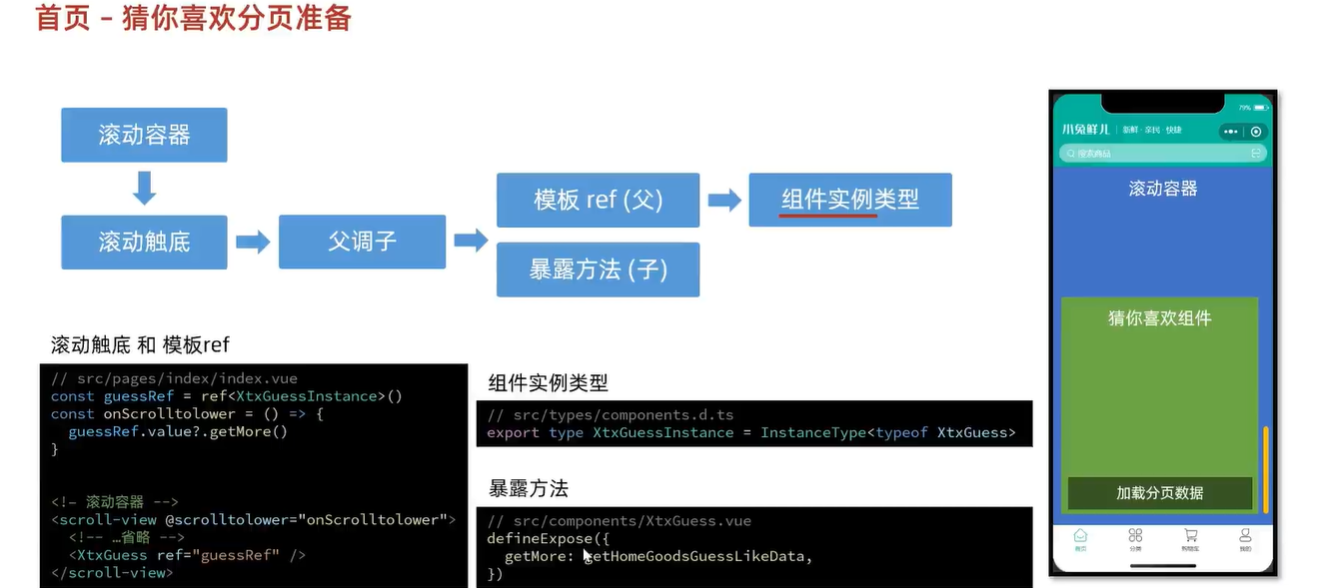 首页 – 猜你喜欢分页准备
滚动容器
滚动触底
父调子
模板 ref (父)
暴露方法 (子)
组件实例类型
滚动触底 和 模板ref
// src/pages/index/index.vue
const guessRef = ref<XtxGuessInstance>()
const onScrolltolower = () => {
guessRef.value?.getMore()
}
<!– 滚动容器 -->
<scroll-view @scrolltolower="onScrolltolower">
<!-- …省略 -->
<XtxGuess ref="guessRef" />
</scroll-view>
组件实例类型
// src/types/components.d.ts
export type XtxGuessInstance = InstanceType<typeof XtxGuess>
暴露方法
// src/components/XtxGuess.vue
defineExpose({
getMore: getHomeGoodsGuessLikeData,
})
79%
小兔鲜儿 | 新鲜·亲民·快捷
搜索商品
滚动容器
猜你喜欢组件
加载分页数据
首页
分类
购物车
我的